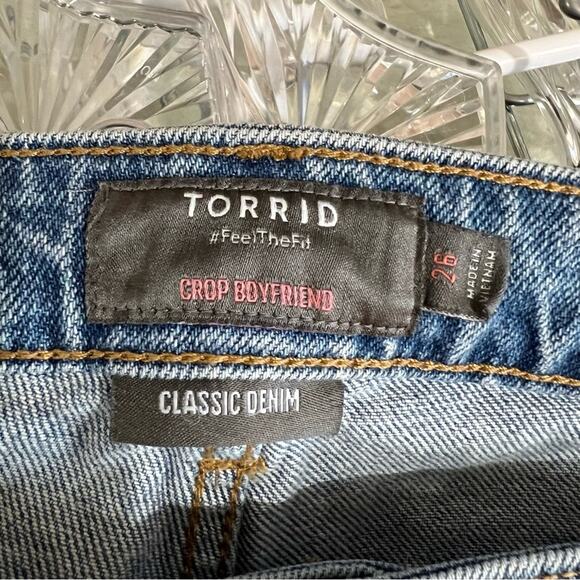 TORRID
#FeelTheFit
CROP BOYFRIEND
26
MADE IN
VIETNAM
CLASSIC DENIM